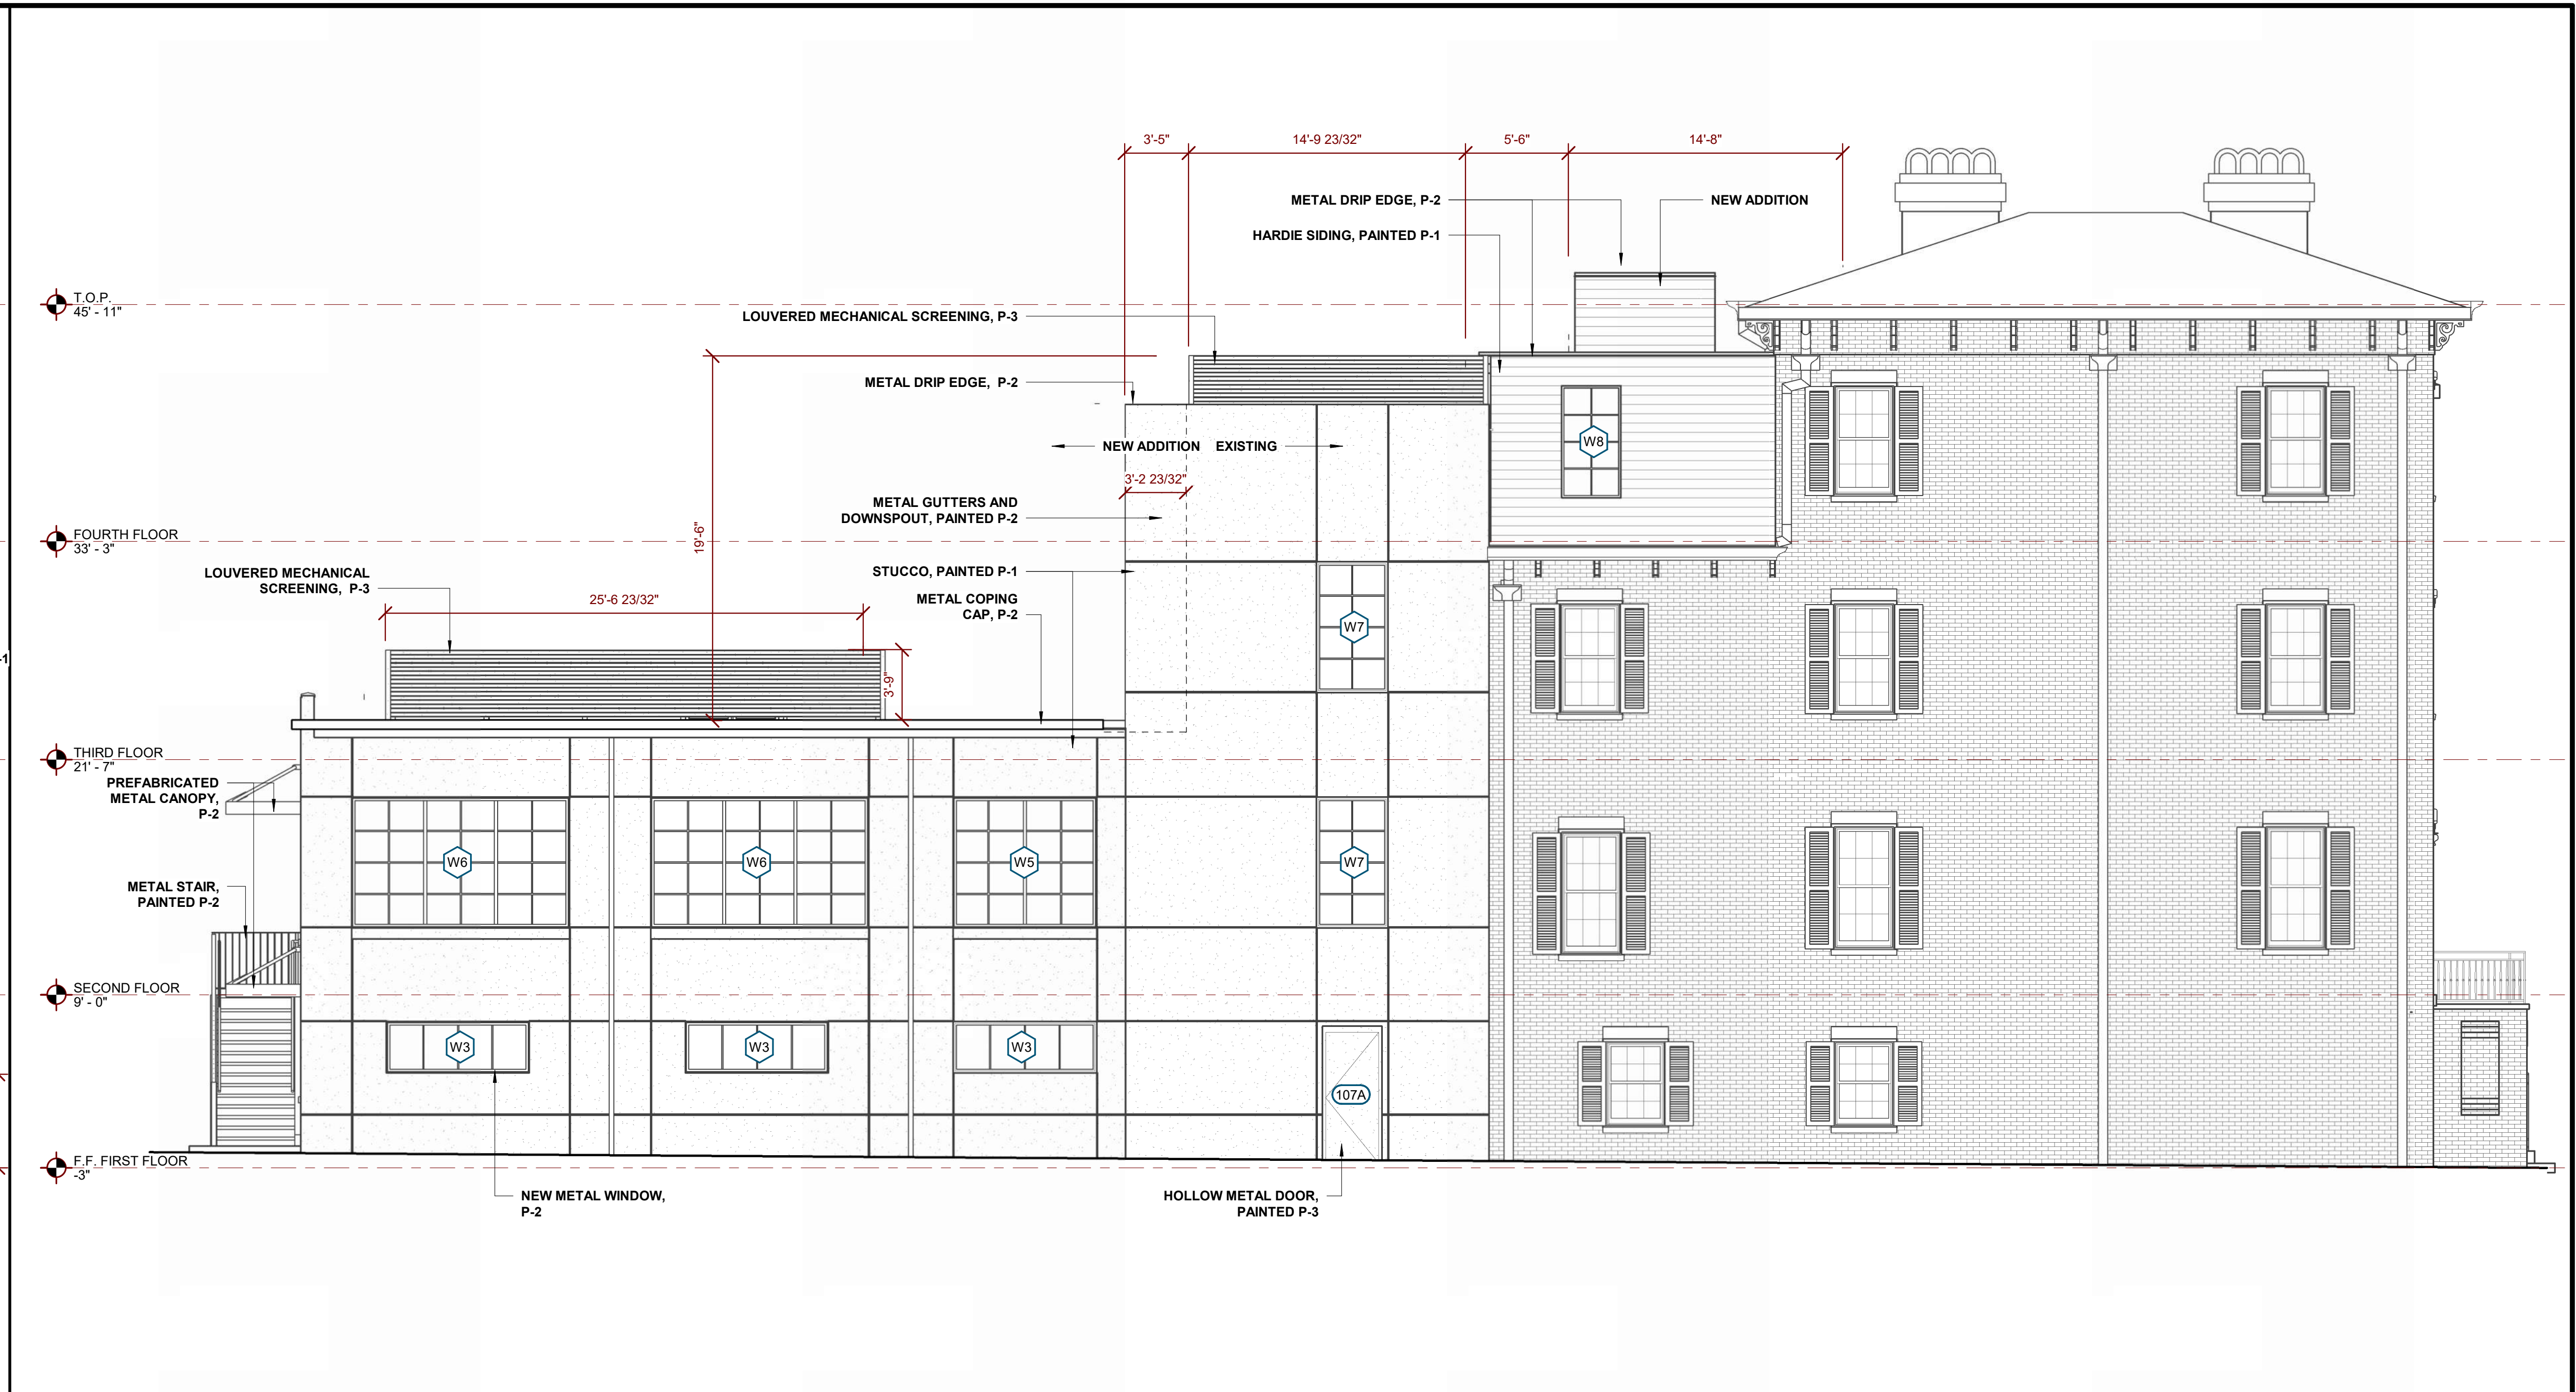 3'-5"
14'-9 23/32"
5'-6"
14'-8"
METAL DRIP EDGE, P-2
NEW ADDITION
HARDIE SIDING, PAINTED P-1
T.O.P.
45' - 11"
LOUVERED MECHANICAL SCREENING, P-3
METAL DRIP EDGE, P-2
NEW ADDITION
EXISTING
W8
3'-2 23/32"
METAL GUTTERS AND
DOWNSPOUT, PAINTED P-2
19'-6"
FOURTH FLOOR
33' - 3"
LOUVERED MECHANICAL
SCREENING, P-3
STUCCO, PAINTED P-1
25'-6 23/32"
METAL COPING
CAP, P-2
W7
-1
3'-9"
THIRD FLOOR
21' - 7"
PREFABRICATED
METAL CANOPY,
P-2
W6
W6
W5
W7
METAL STAIR,
PAINTED P-2
SECOND FLOOR
9' - 0"
W3
W3
W3
107A
F.F. FIRST FLOOR
-3"
NEW METAL WINDOW,
P-2
HOLLOW METAL DOOR,
PAINTED P-3